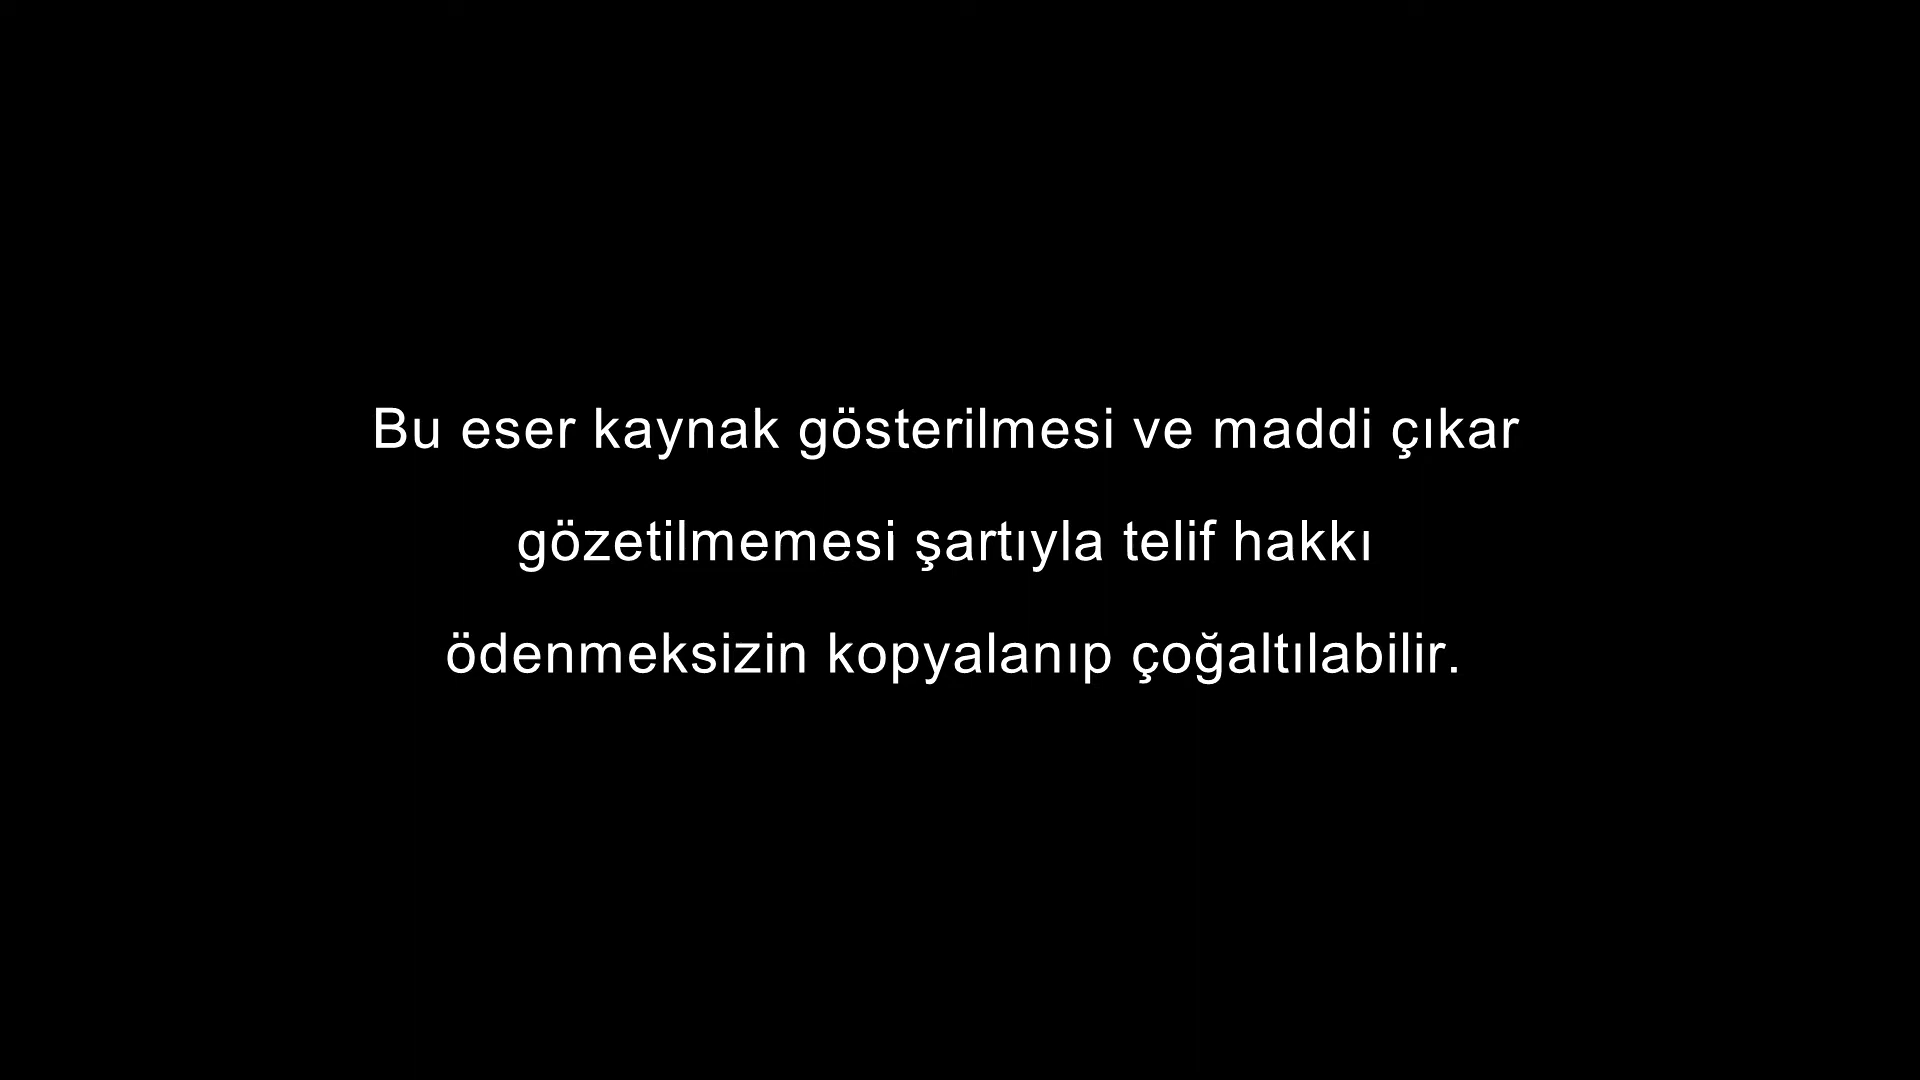 Bu eser kaynak gösterilmesi ve maddi çıkar
gözetilmemesi şartıyla telif hakkı
ödenmeksizin kopyalanıp çoğaltılabilir.